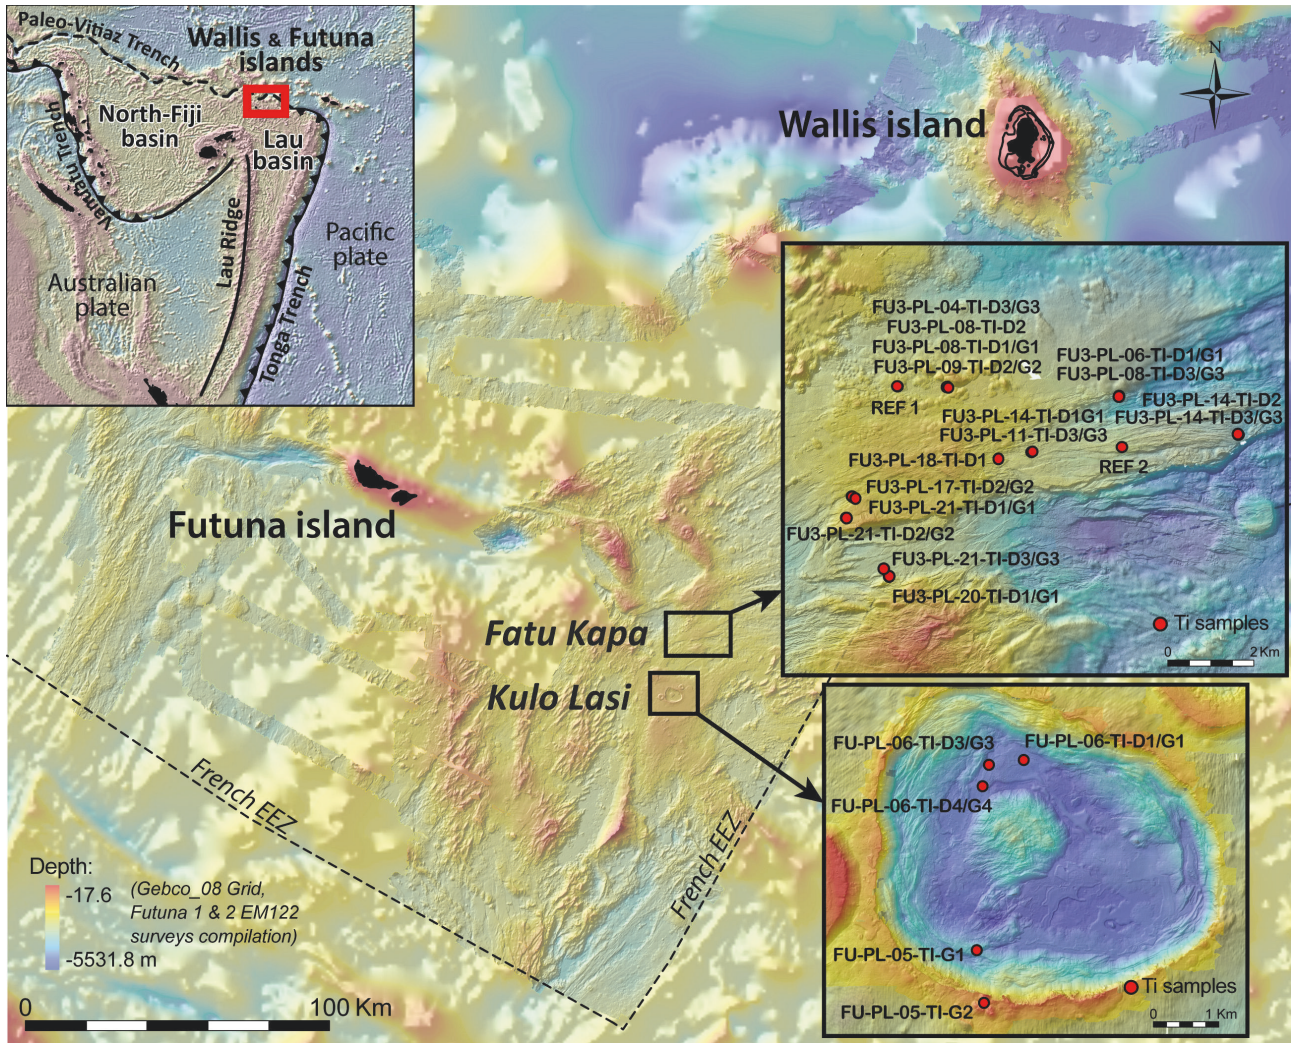 Paleo-Vitiaz Trench
Wallis & Futuna
islands
North-Fiji
basin
Lau
basin
Vannatu Trench
Lau Ridge
Pacific
plate
Australian
plate
Tonga Trench
Wallis island
N
Futuna island
Fatu Kapa
Kulo Lasi
French EEZ
French EEZ
Depth:
-17.6
-5531.8 m
(Gebco_08 Grid,
Futuna 1 & 2 EM122
surveys compilation)
0 100 Km
FU3-PL-04-TI-D3/G3
FU3-PL-08-TI-D2
FU3-PL-08-TI-D1/G1
FU3-PL-09-TI-D2/G2
REF 1
FU3-PL-06-TI-D1/G1
FU3-PL-08-TI-D3/G3
FU3-PL-14-TI-D2
FU3-PL-14-TI-D1G1
FU3-PL-14-TI-D3/G3
FU3-PL-11-TI-D3/G3
FU3-PL-18-TI-D1
REF 2
FU3-PL-17-TI-D2/G2
FU3-PL-21-TI-D1/G1
FU3-PL-21-TI-D2/G2
FU3-PL-21-TI-D3/G3
FU3-PL-20-TI-D1/G1
Ti samples
0 2 Km
FU-PL-06-TI-D3/G3
FU-PL-06-TI-D1/G1
FU-PL-06-TI-D4/G4
FU-PL-05-TI-G1
Ti samples
FU-PL-05-TI-G2
0 1 Km